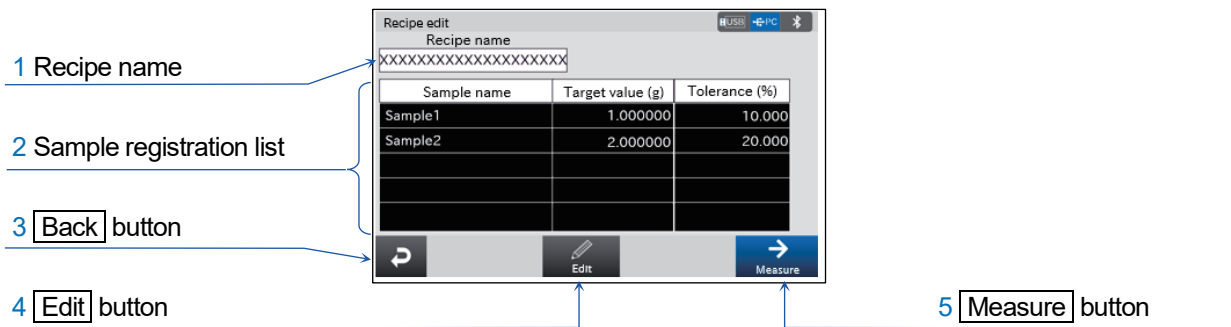 Recipe edit
USB PC
Recipe name
XXXXXXXXXXXXXXXXXXXX
Sample name Target value (g) Tolerance (%)
Sample1 1.000000 10.000
Sample2 2.000000 20.000
Edit
Measure
1 Recipe name
2 Sample registration list
3 Back button
4 Edit button
5 Measure button